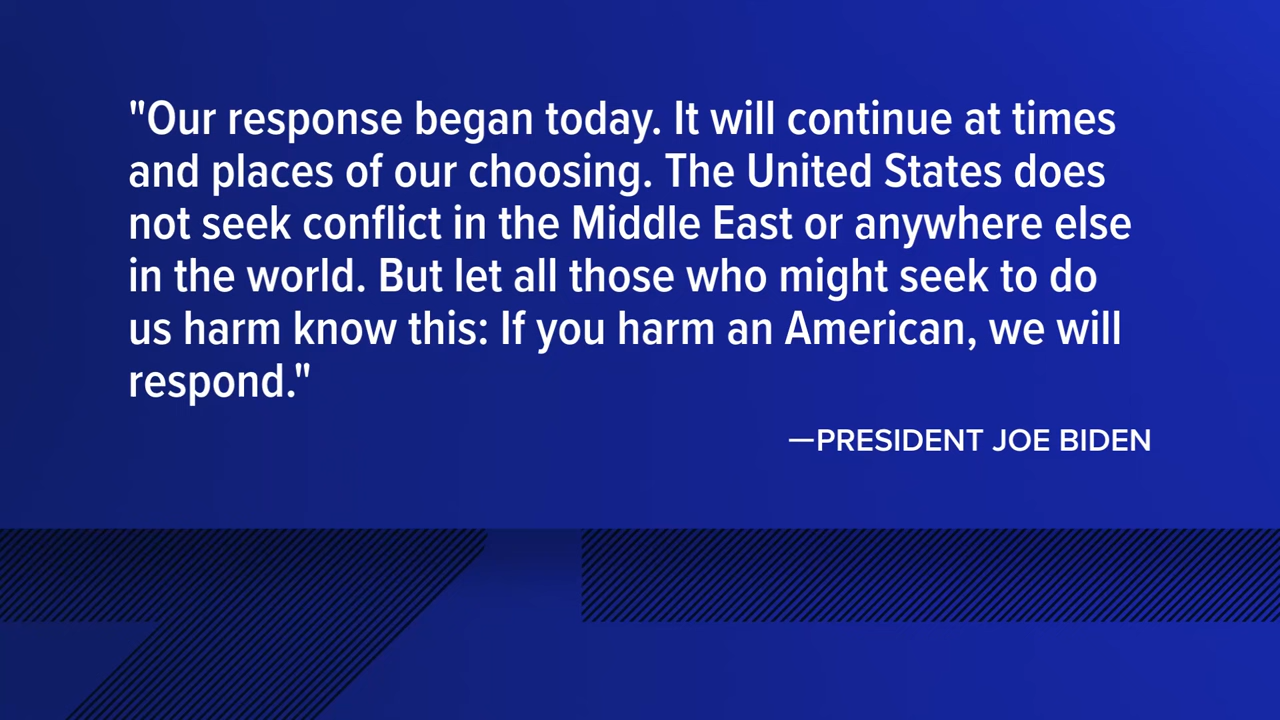 "Our response began today. It will continue at times
and places of our choosing. The United States does
not seek conflict in the Middle East or anywhere else
in the world. But let all those who might seek to do
us harm know this: If you harm an American, we will
respond."
—PRESIDENT JOE BIDEN